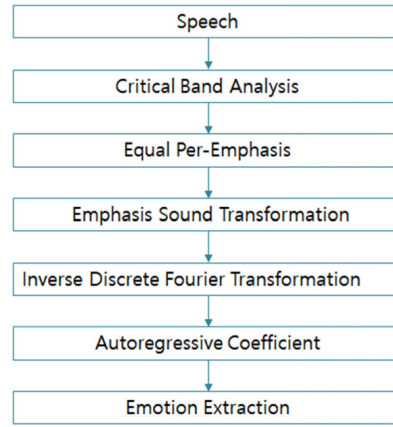 Speech
Critical Band Analysis
Equal Per-Emphasis
Emphasis Sound Transformation
Inverse Discrete Fourier Transformation
Autoregressive Coefficient
Emotion Extraction